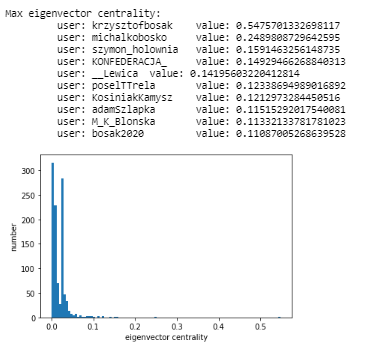 Max eigenvector centrality:
user: krzysztofbosak value: 0.5475701332698117
user: michalkobosko value: 0.2489808729642595
user: szymon_holownia value: 0.1591463256148735
user: KONFEDERACJA_ value: 0.14929466268840313
user: __Lewica value: 0.14195603220412814
user: poselTTrela value: 0.12338694989016892
user: KosiniakKamysz value: 0.1212973284450516
user: adamSzlapka value: 0.11515292017540081
user: M_K_Blonska value: 0.11332133781781023
user: bosak2020 value: 0.11087005268639528
300
250
200
150
100
50
0
number
0.0 0.1 0.2 0.3 0.4 0.5
eigenvector centrality